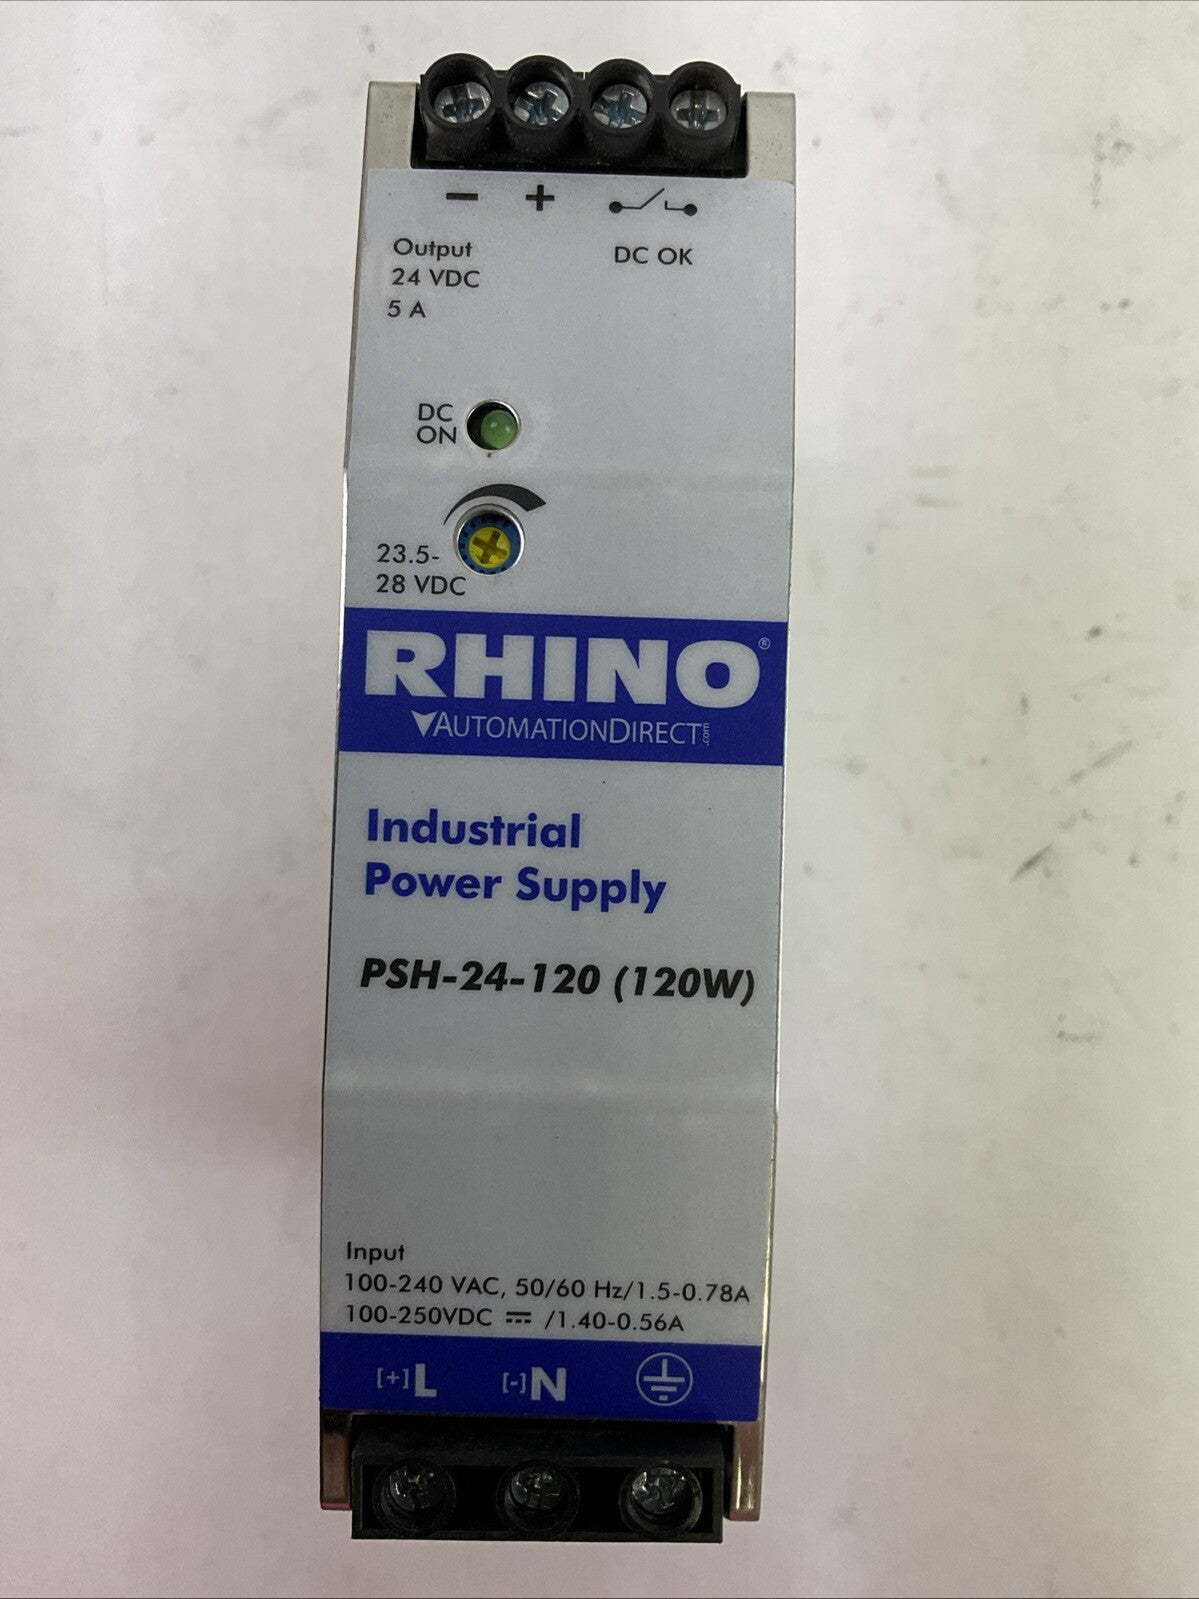 − +
Output DC OK
24 VDC
5 A
DC
ON
23.5-
28 VDC
RHINO®
AUTOMATIONDIRECT.com
Industrial
Power Supply
PSH-24-120 (120W)
Input
100-240 VAC, 50/60 Hz/1.5-0.78A
100-250VDC ⎓ /1.40-0.56A
[+]L [-]N